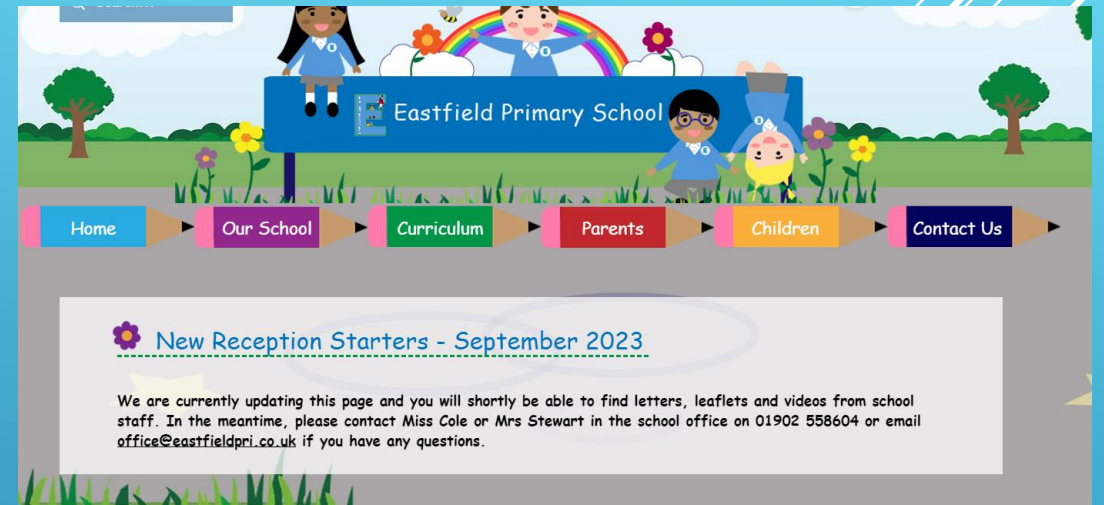 Eastfield Primary School
Home
Our School
Curriculum
Parents
Children
Contact Us
New Reception Starters - September 2023
We are currently updating this page and you will shortly be able to find letters, leaflets and videos from school
staff. In the meantime, please contact Miss Cole or Mrs Stewart in the school office on 01902 558604 or email
office@eastfieldpri.co.uk if you have any questions.